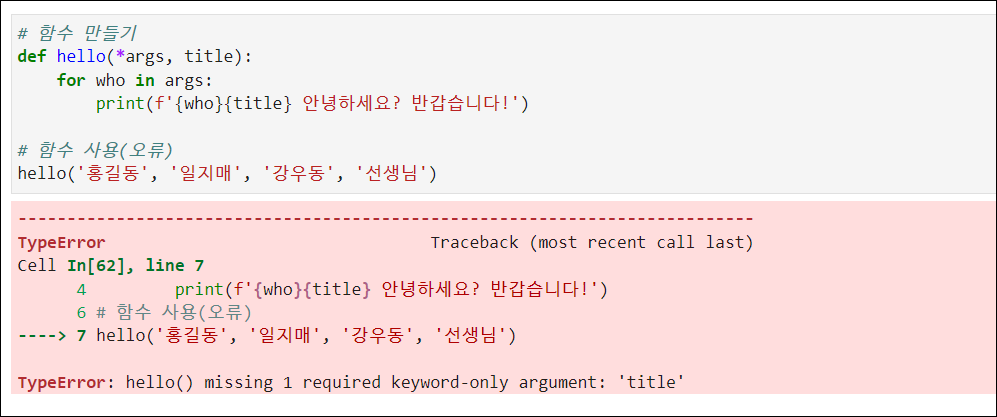 # 함수 만들기
def hello(*args, title):
    for who in args:
        print(f'{who}{title} 안녕하세요? 반갑습니다!')
# 함수 사용(오류)
hello('홍길동', '일지매', '강우동', '선생님')
---------------------------------------------------------------------------
TypeError                                 Traceback (most recent call last)
Cell In[62], line 7
      4         print(f'{who}{title} 안녕하세요? 반갑습니다!')
      6 # 함수 사용(오류)
----> 7 hello('홍길동', '일지매', '강우동', '선생님')
TypeError: hello() missing 1 required keyword-only argument: 'title'